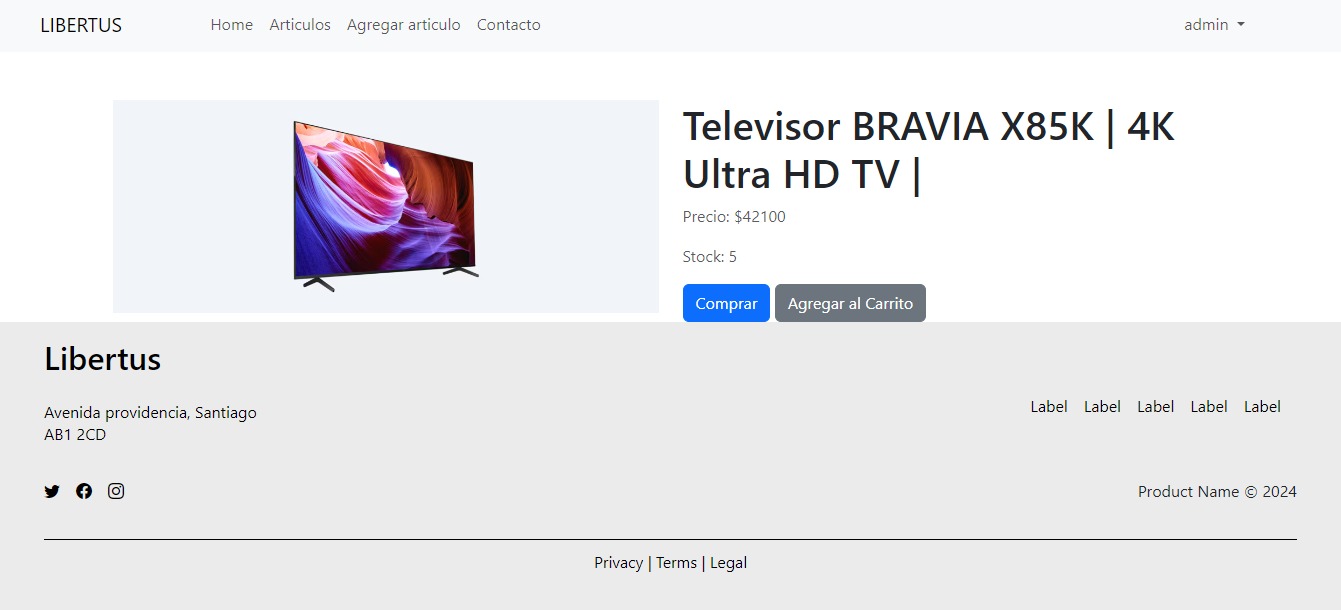 LIBERTUS Home Articulos Agregar articulo Contacto admin
Televisor BRAVIA X85K | 4K
Ultra HD TV |
Precio: $42100
Stock: 5
Comprar Agregar al Carrito
Libertus
Avenida providencia, Santiago
AB1 2CD
Label Label Label Label Label
Product Name © 2024
Privacy | Terms | Legal